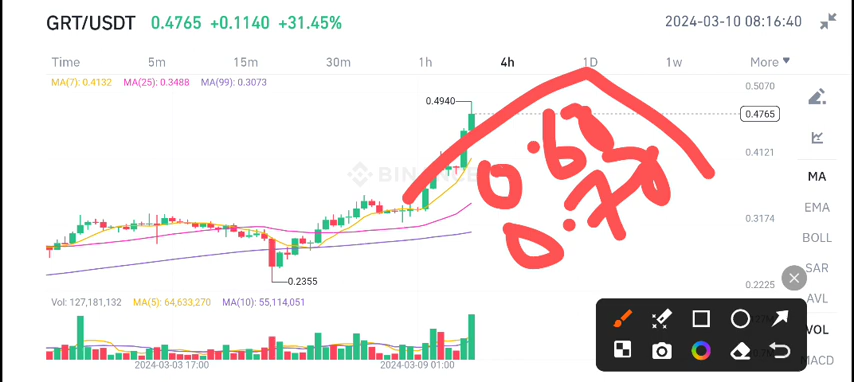 GRT/USDT 0.4765 +0.1140 +31.45% 2024-03-10 08:16:40
Time 5m 15m 30m 1h 4h 1D 1w More
MA(7): 0.4132 MA(25): 0.3488 MA(99): 0.3073
0.5070
0.4940
0.4765
0.4121
0.60
BINANCE
0.70
0.3174
0.2355
0.2225
MA
EMA
BOLL
SAR
AVL
VOL
MACD
Vol: 127,181,132 MA(5): 64,633,270 MA(10): 55,114,051
2024-03-03 17:00 2024-03-09 01:00